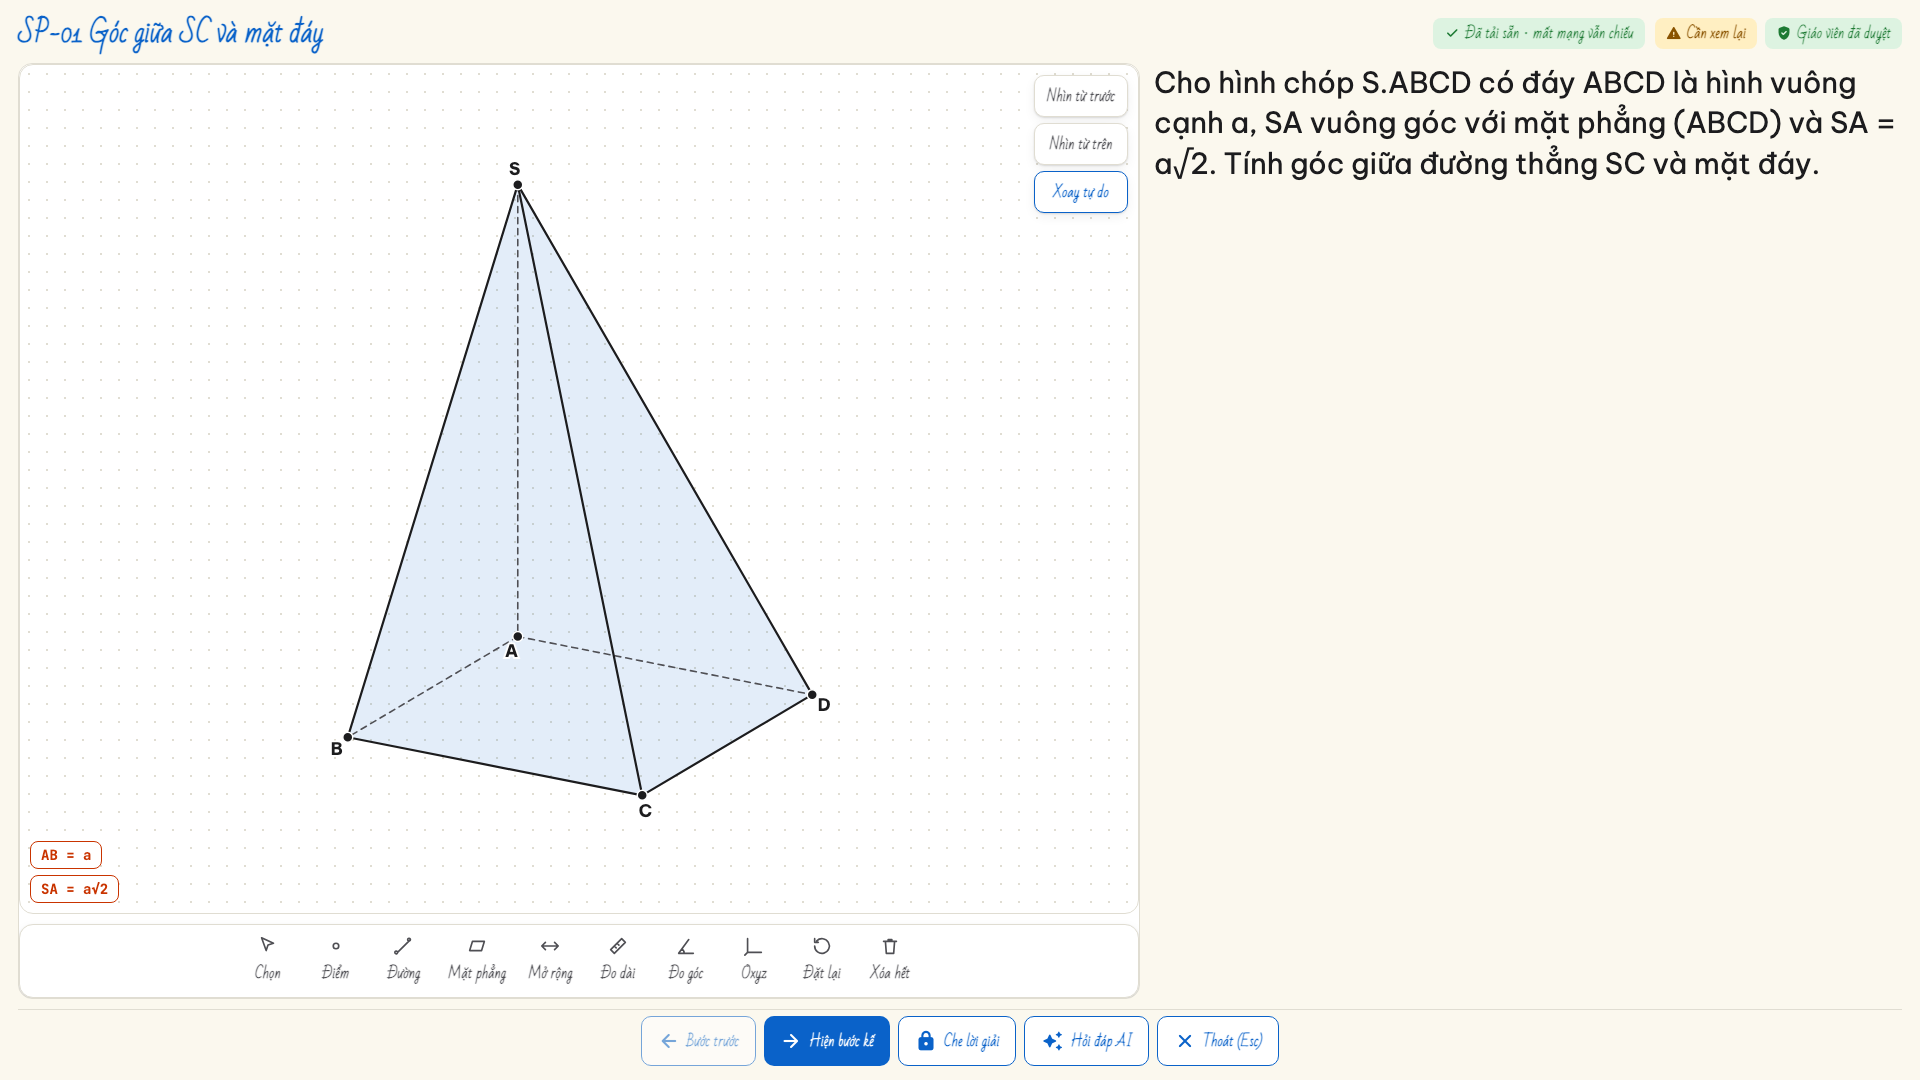 SP-01 Góc giữa SC và mặt đáy
Đã tải sẵn · mất mạng vẫn chiếu
Cần xem lại
Giáo viên đã duyệt
Nhìn từ trước
Nhìn từ trên
Xoay tự do
S
A
B
C
D
AB = a
SA = a√2
Cho hình chóp S.ABCD có đáy ABCD là hình vuông
cạnh a, SA vuông góc với mặt phẳng (ABCD) và SA =
a√2. Tính góc giữa đường thẳng SC và mặt đáy.
Chọn
Điểm
Đường
Mặt phẳng
Mở rộng
Đo dài
Đo góc
Oxyz
Đặt lại
Xóa hết
Bước trước
Hiện bước kế
Che lời giải
Hỏi đáp AI
Thoát (Esc)